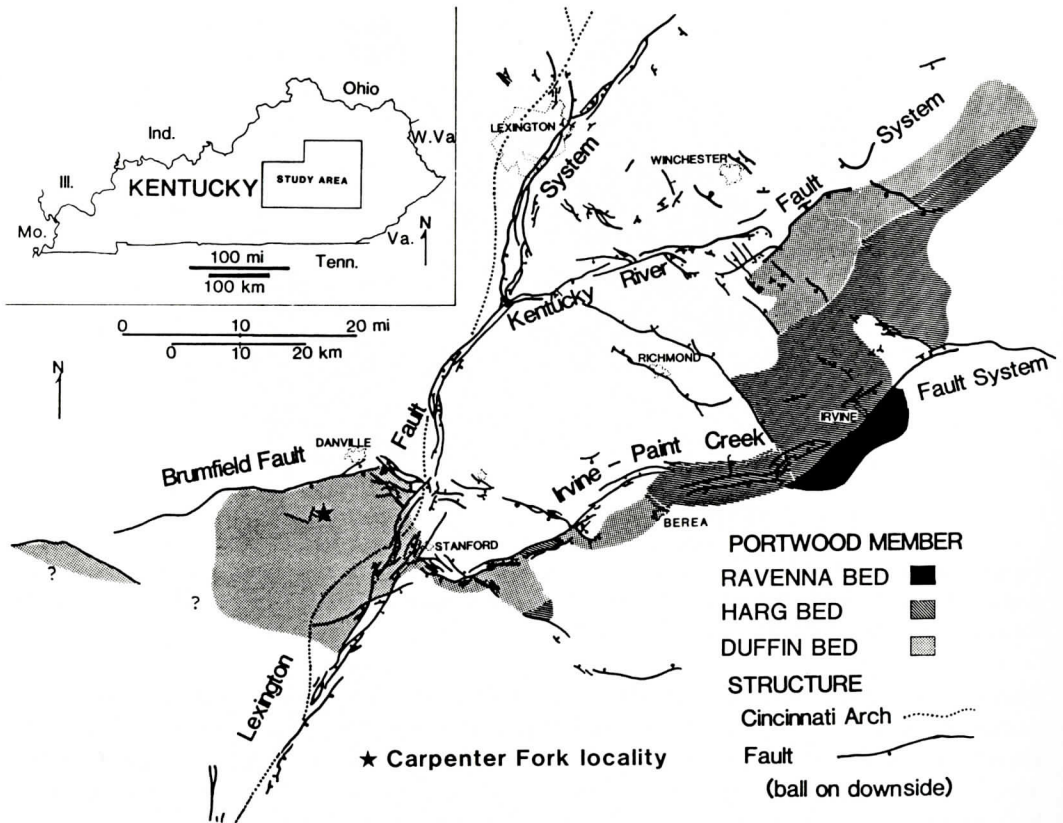 Ohio
Ind.
W.Va
Ill.
KENTUCKY
STUDY AREA
Mo.
Va.
N
Tenn.
100 mi
100 km
0 10 20 mi
0 10 20 km
N
LEXINGTON
System
WINCHESTER
Kentucky River Fault System
RICHMOND
IRVINE
Fault System
DANVILLE
Brumfield Fault
Fault
Irvine - Paint Creek
BEREA
STANFORD
?
?
Lexington
PORTWOOD MEMBER
RAVENNA BED
HARG BED
DUFFIN BED
STRUCTURE
Cincinnati Arch
Fault
(ball on downside)
★ Carpenter Fork locality